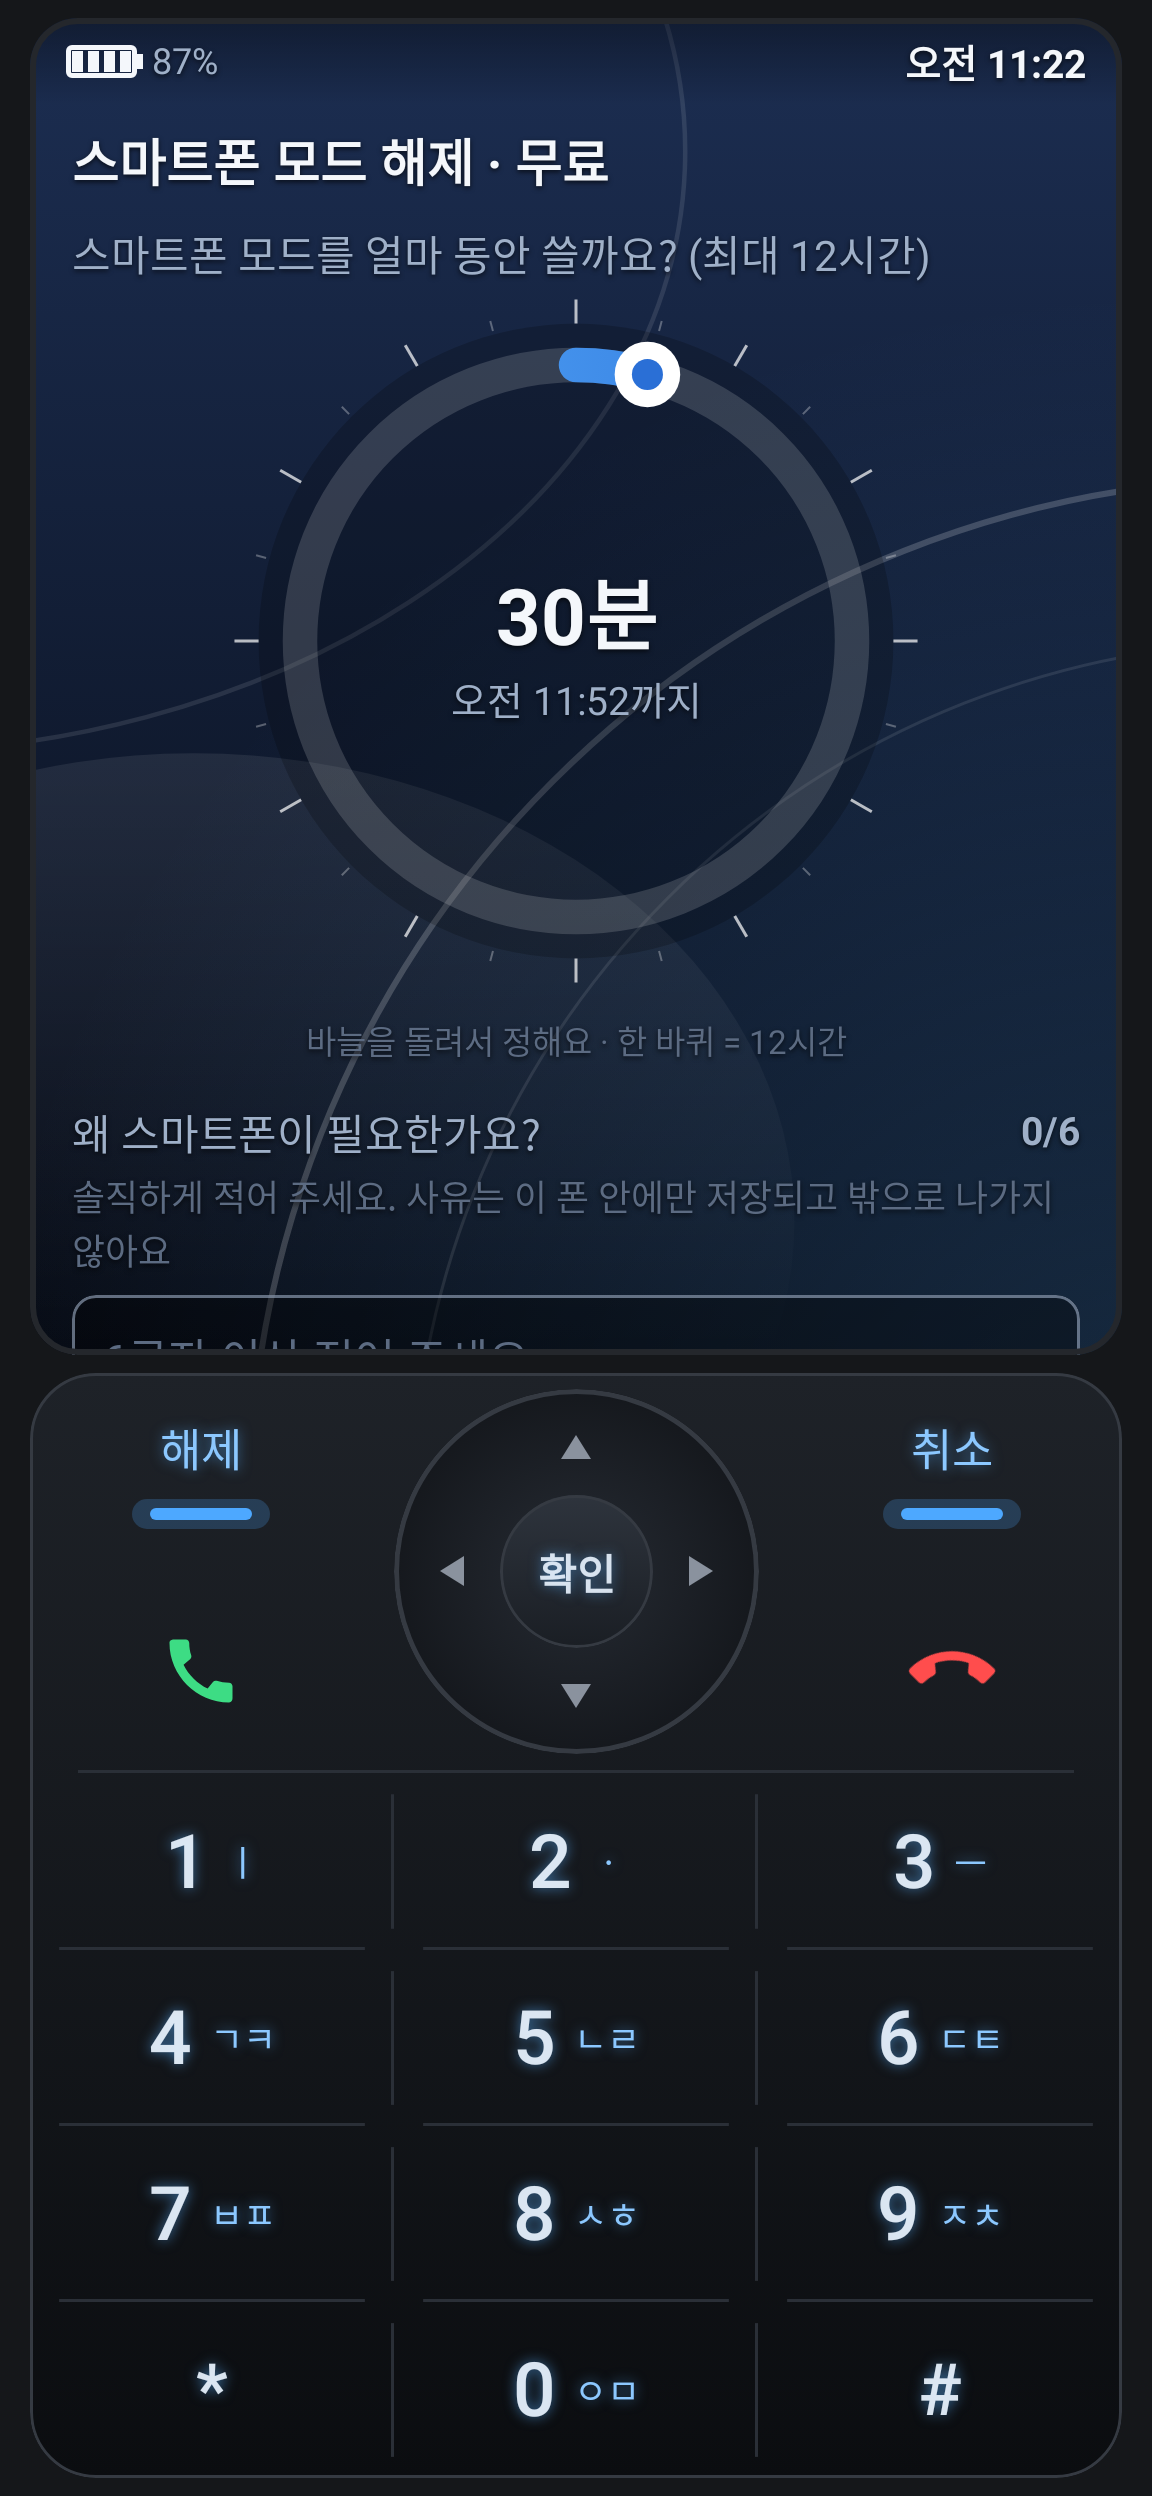 87%
오전 11:22
스마트폰 모드 해제 · 무료
스마트폰 모드를 얼마 동안 쓸까요? (최대 12시간)
30분
오전 11:52까지
바늘을 돌려서 정해요 · 한 바퀴 = 12시간
왜 스마트폰이 필요한가요?
0/6
솔직하게 적어 주세요. 사유는 이 폰 안에만 저장되고 밖으로 나가지
않아요
해제
취소
확인
1 ㅣ
2 ·
3 ㅡ
4 ㄱㅋ
5 ㄴㄹ
6 ㄷㅌ
7 ㅂㅍ
8 ㅅㅎ
9 ㅈㅊ
*
0 ㅇㅁ
#